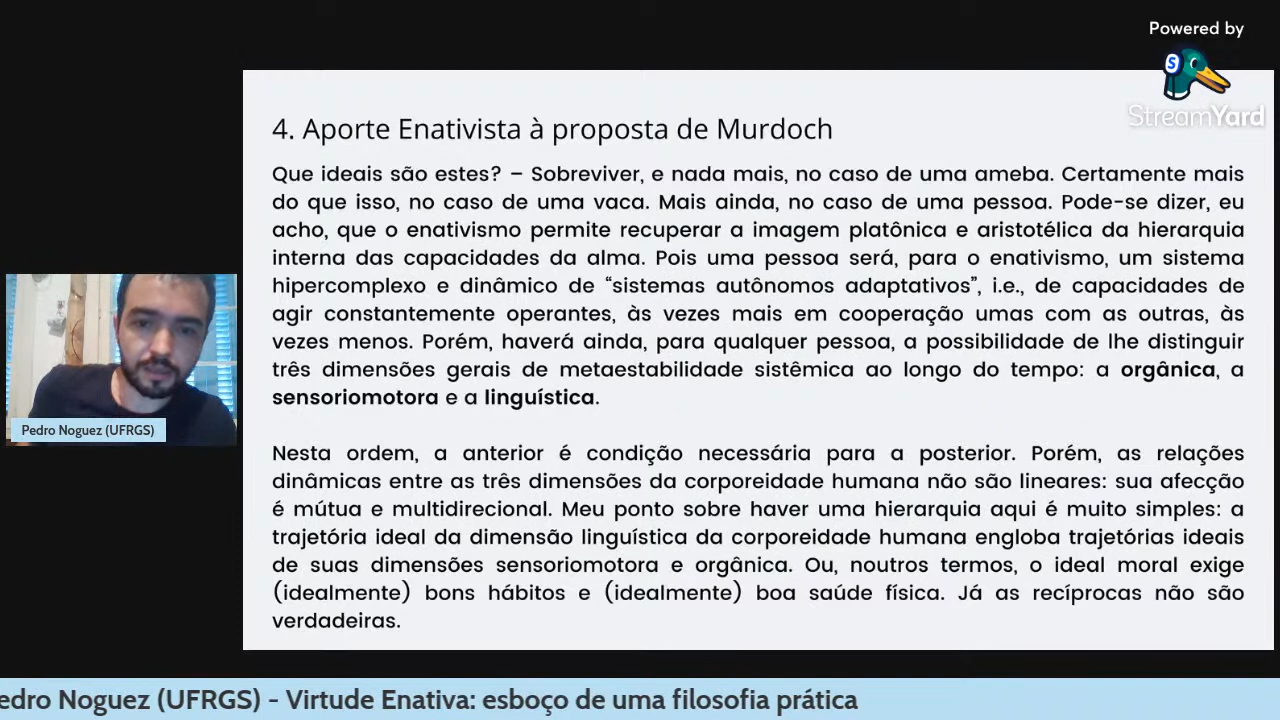 Powered by
StreamYard
4. Aporte Enativista à proposta de Murdoch
Que ideais são estes? – Sobreviver, e nada mais, no caso de uma ameba. Certamente mais
do que isso, no caso de uma vaca. Mais ainda, no caso de uma pessoa. Pode-se dizer, eu
acho, que o enativismo permite recuperar a imagem platônica e aristotélica da hierarquia
interna das capacidades da alma. Pois uma pessoa será, para o enativismo, um sistema
hipercomplexo e dinâmico de “sistemas autônomos adaptativos”, i.e., de capacidades de
agir constantemente operantes, às vezes mais em cooperação umas com as outras, às
vezes menos. Porém, haverá ainda, para qualquer pessoa, a possibilidade de lhe distinguir
três dimensões gerais de metaestabilidade sistêmica ao longo do tempo: a orgânica, a
sensoriomotora e a linguística.
Nesta ordem, a anterior é condição necessária para a posterior. Porém, as relações
dinâmicas entre as três dimensões da corporeidade humana não são lineares: sua afecção
é mútua e multidirecional. Meu ponto sobre haver uma hierarquia aqui é muito simples: a
trajetória ideal da dimensão linguística da corporeidade humana engloba trajetórias ideais
de suas dimensões sensoriomotora e orgânica. Ou, noutros termos, o ideal moral exige
(idealmente) bons hábitos e (idealmente) boa saúde física. Já as recíprocas não são
verdadeiras.
Pedro Noguez (UFRGS)
edro Noguez (UFRGS) - Virtude Enativa: esboço de uma filosofia prática